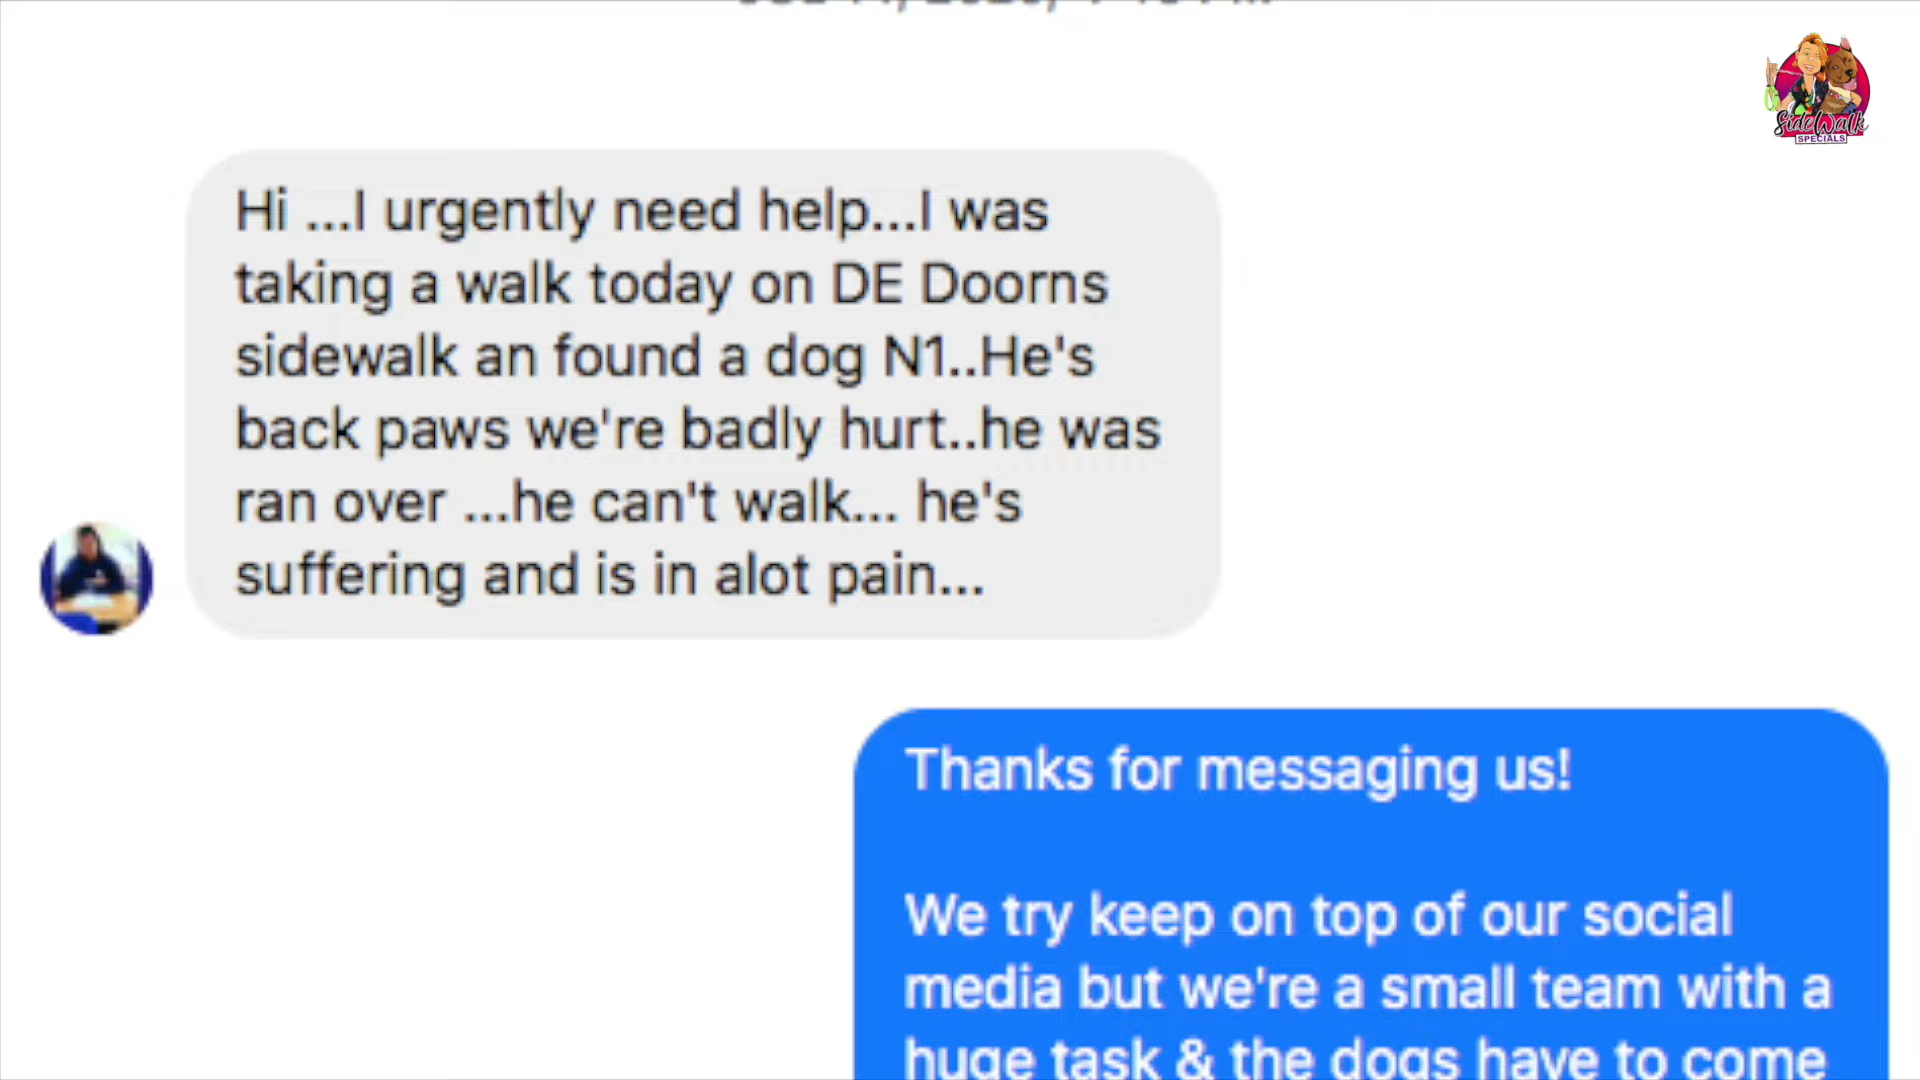 SideWalk
SPECIALS
Hi ...I urgently need help...I was
taking a walk today on DE Doorns
sidewalk an found a dog N1..He's
back paws we're badly hurt..he was
ran over ...he can't walk... he's
suffering and is in alot pain...
Thanks for messaging us!
We try keep on top of our social
media but we're a small team with a
huge task & the dogs have to come